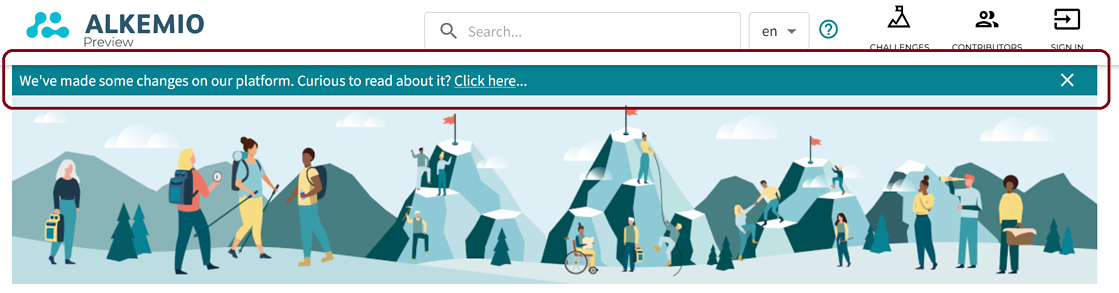 ALKEMIO
Preview
Search...
en
CHALLENGES
CONTRIBUTORS
SIGN IN
We've made some changes on our platform. Curious to read about it? Click here...